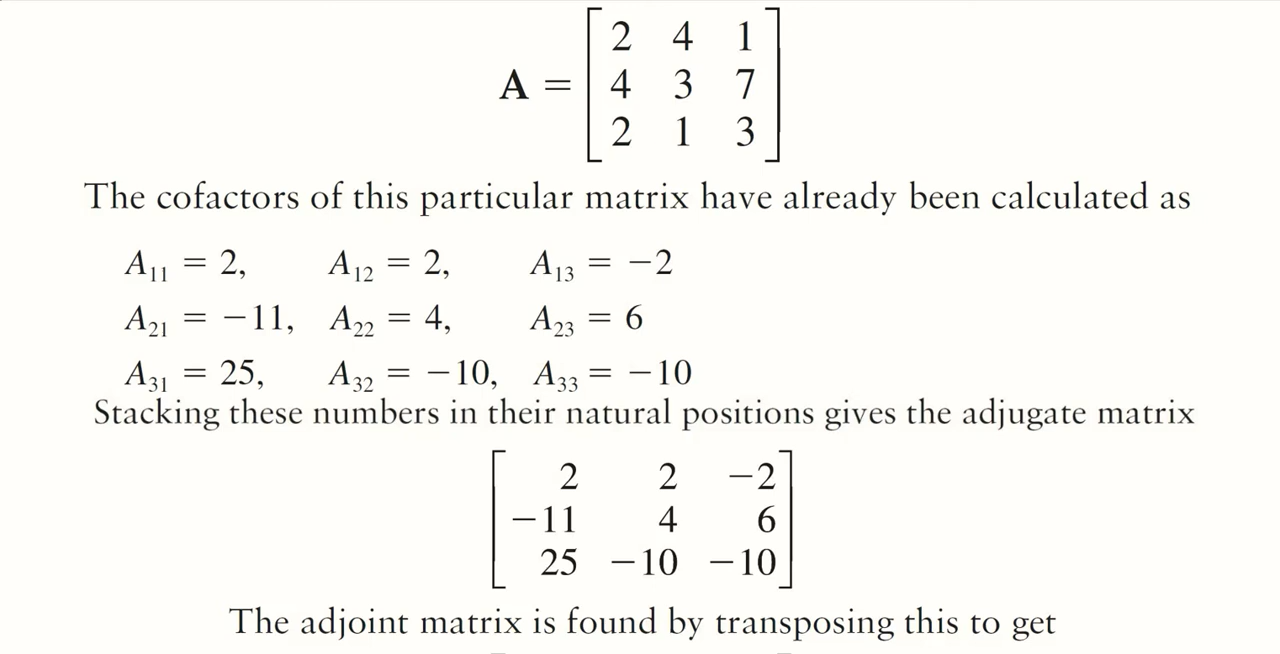 A = [ 2 4 1
4 3 7
2 1 3 ]
The cofactors of this particular matrix have already been calculated as
A₁₁ = 2, A₁₂ = 2, A₁₃ = −2
A₂₁ = −11, A₂₂ = 4, A₂₃ = 6
A₃₁ = 25, A₃₂ = −10, A₃₃ = −10
Stacking these numbers in their natural positions gives the adjugate matrix
[ 2 2 −2
−11 4 6
25 −10 −10 ]
The adjoint matrix is found by transposing this to get